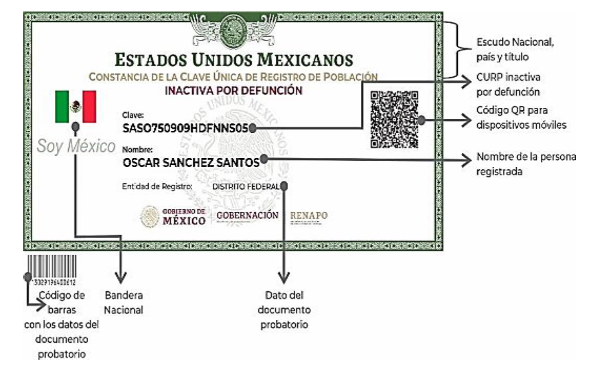 ESTADOS UNIDOS MEXICANOS
CONSTANCIA DE LA CLAVE ÚNICA DE REGISTRO DE POBLACIÓN
INACTIVA POR DEFUNCIÓN
Clave:
SASO750909HDFNNS05
Soy México
Nombre:
OSCAR SANCHEZ SANTOS
Entidad de Registro: DISTRITO FEDERAL
GOBIERNO DE MÉXICO
GOBERNACIÓN
RENAPO
Escudo Nacional,
país y título
CURP inactiva
por defunción
Código QR para
dispositivos móviles
Nombre de la persona
registrada
Código de
barras
con los datos del
documento
probatorio
Bandera
Nacional
Dato del
documento
probatorio